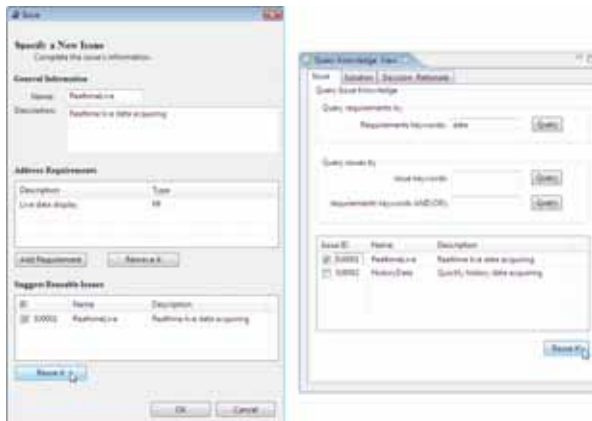 Issue
Specify a New Issue
Complete the issue's information.
General Information
Name: RealtimeLive
Description: Realtime live data acquiring
Address Requirements
Description Type
Live data display
Add Requirement Remove it
Suggest Reusable Issues
ID Name Description
RealtimeLive Realtime live data acquiring
Reuse it
OK Cancel
Query Knowledge View
Issue Solution Decision Rationale
Query Issue Knowledge
Query requirements by
Requirements keywords: data Query
Query issues by
Issue keywords: Query
requirements keywords (AND/OR): Query
Issue ID Name Description
RealtimeLive Realtime live data acquiring
HistoryData Quickly history data acquiring
Reuse it